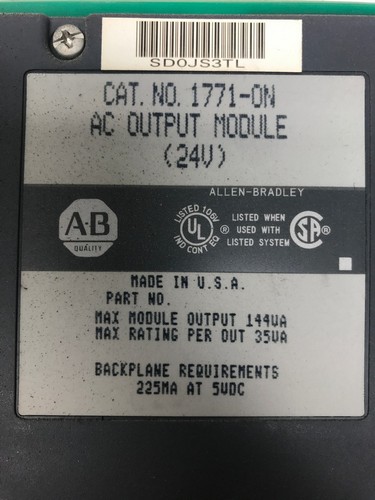 SD0JS3TL
CAT. NO. 1771-ON
AC OUTPUT MODULE
(24V)
ALLEN-BRADLEY
A-B
QUALITY
LISTED 106Y
UL
®
IND CONT EQ
LISTED WHEN
USED WITH
LISTED SYSTEM
SA
®
MADE IN U.S.A.
PART NO.
MAX MODULE OUTPUT 144VA
MAX RATING PER OUT 35VA
BACKPLANE REQUIREMENTS
225MA AT 5VDC